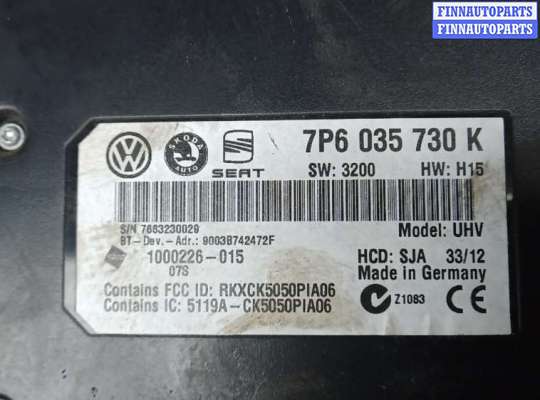 FINNAUTOPARTS
FINNAUTOPARTS
SKODA
AUTO
SEAT
7P6 035 730 K
SW: 3200 HW: H15
S/N 7663230029
BT-Dev.-Adr.: 9003B742472F
Model: UHV
1000226-015
07S
HCD: SJA 33/12
Made in Germany
Contains FCC ID: RKXCK5050PIA06
Contains IC: 5119A-CK5050PIA06
Z1083
CE